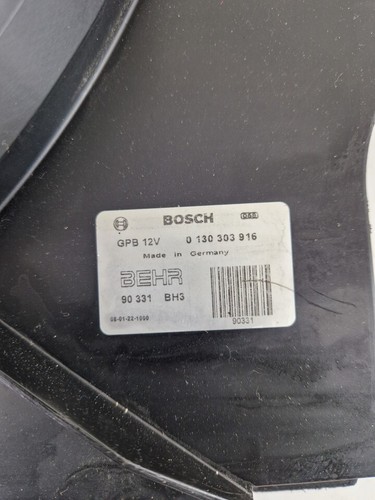 BOSCH
GPB 12V 0 130 303 916
Made in Germany
BEHR
90 331 BH3
90331